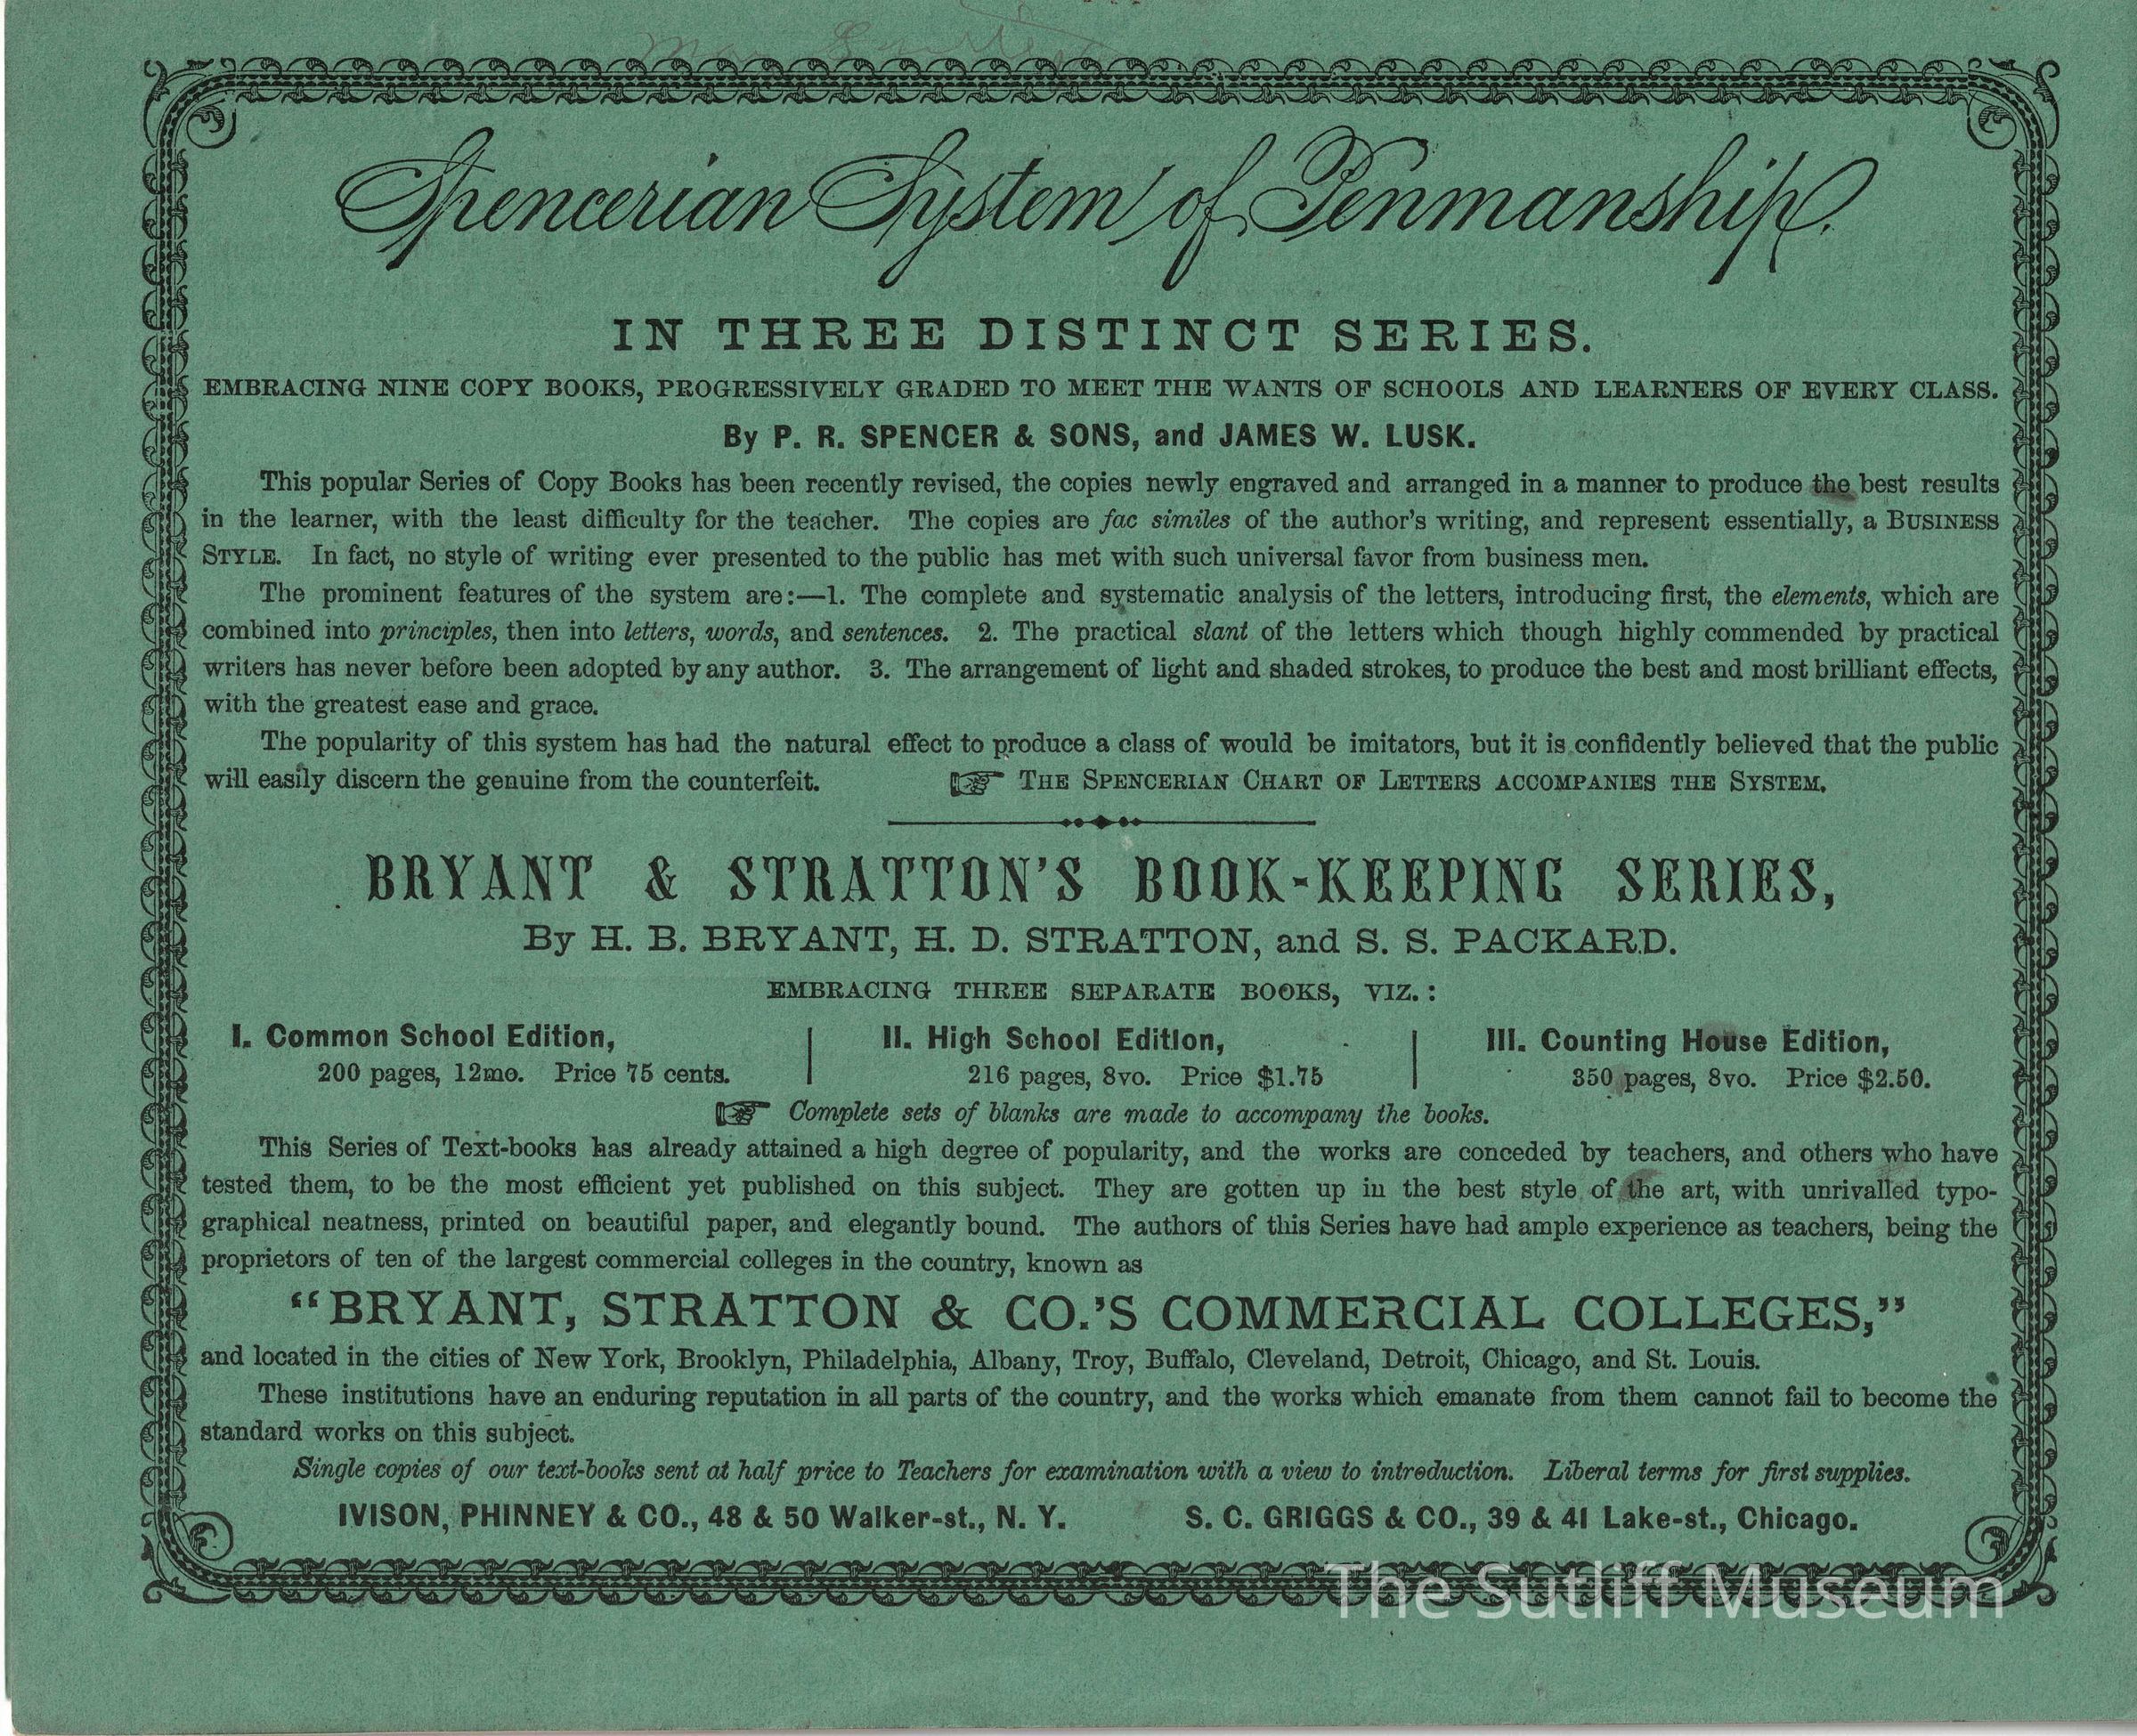 Spencerian System of Penmanship.
IN THREE DISTINCT SERIES.
EMBRACING NINE COPY BOOKS, PROGRESSIVELY GRADED TO MEET THE WANTS OF SCHOOLS AND LEARNERS OF EVERY CLASS.
By P. R. SPENCER & SONS, and JAMES W. LUSK.
This popular Series of Copy Books has been recently revised, the copies newly engraved and arranged in a manner to produce the best results
in the learner, with the least difficulty for the teacher. The copies are fac similes of the author's writing, and represent essentially, a BUSINESS
STYLE. In fact, no style of writing ever presented to the public has met with such universal favor from business men.
The prominent features of the system are:—1. The complete and systematic analysis of the letters, introducing first, the elements, which are
combined into principles, then into letters, words, and sentences. 2. The practical slant of the letters which though highly commended by practical
writers has never before been adopted by any author. 3. The arrangement of light and shaded strokes, to produce the best and most brilliant effects,
with the greatest ease and grace.
The popularity of this system has had the natural effect to produce a class of would be imitators, but it is confidently believed that the public
will easily discern the genuine from the counterfeit. ☞ THE SPENCERIAN CHART OF LETTERS ACCOMPANIES THE SYSTEM.
BRYANT & STRATTON'S BOOK-KEEPING SERIES,
By H. B. BRYANT, H. D. STRATTON, and S. S. PACKARD.
EMBRACING THREE SEPARATE BOOKS, VIZ.:
I. Common School Edition,
200 pages, 12mo. Price 75 cents.
II. High School Edition,
216 pages, 8vo. Price $1.75
III. Counting House Edition,
350 pages, 8vo. Price $2.50.
☞ Complete sets of blanks are made to accompany the books.
This Series of Text-books has already attained a high degree of popularity, and the works are conceded by teachers, and others who have
tested them, to be the most efficient yet published on this subject. They are gotten up in the best style of the art, with unrivalled typo-
graphical neatness, printed on beautiful paper, and elegantly bound. The authors of this Series have had ample experience as teachers, being the
proprietors of ten of the largest commercial colleges in the country, known as
"BRYANT, STRATTON & CO.'S COMMERCIAL COLLEGES,"
and located in the cities of New York, Brooklyn, Philadelphia, Albany, Troy, Buffalo, Cleveland, Detroit, Chicago, and St. Louis.
These institutions have an enduring reputation in all parts of the country, and the works which emanate from them cannot fail to become the
standard works on this subject.
Single copies of our text-books sent at half price to Teachers for examination with a view to introduction. Liberal terms for first supplies.
IVISON, PHINNEY & CO., 48 & 50 Walker-st., N. Y. S. C. GRIGGS & CO., 39 & 41 Lake-st., Chicago.
The Sutliff Museum